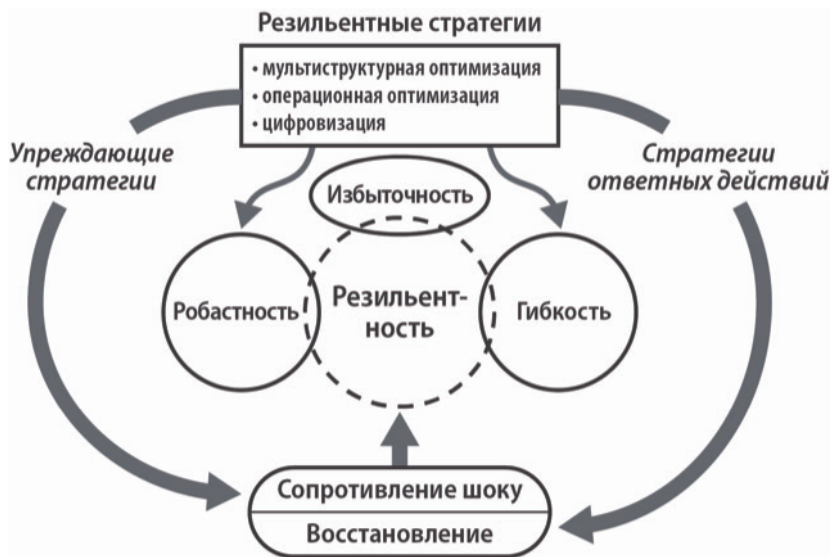 Резильентные стратегии
• мультиструктурная оптимизация
• операционная оптимизация
• цифровизация
Упреждающие
стратегии
Стратегии
ответных действий
Избыточность
Робастность
Резильент-
ность
Гибкость
Сопротивление шоку
Восстановление